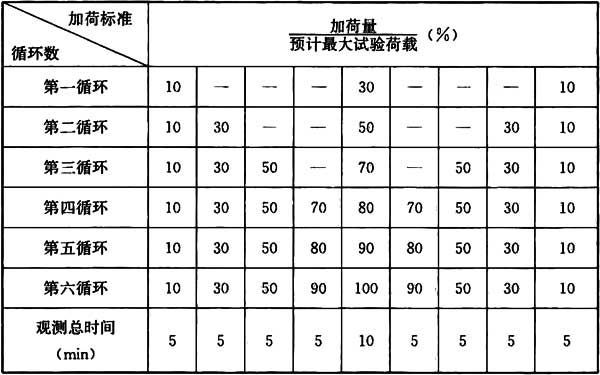 加荷标准
循环数
加荷量
预计最大试验荷载
(%)
第一循环 10 — — — 30 — — — 10
第二循环 10 30 — — 50 — — 30 10
第三循环 10 30 50 — 70 — 50 30 10
第四循环 10 30 50 70 80 70 50 30 10
第五循环 10 30 50 80 90 80 50 30 10
第六循环 10 30 50 90 100 90 50 30 10
观测总时间
(min) 5 5 5 5 10 5 5 5 5